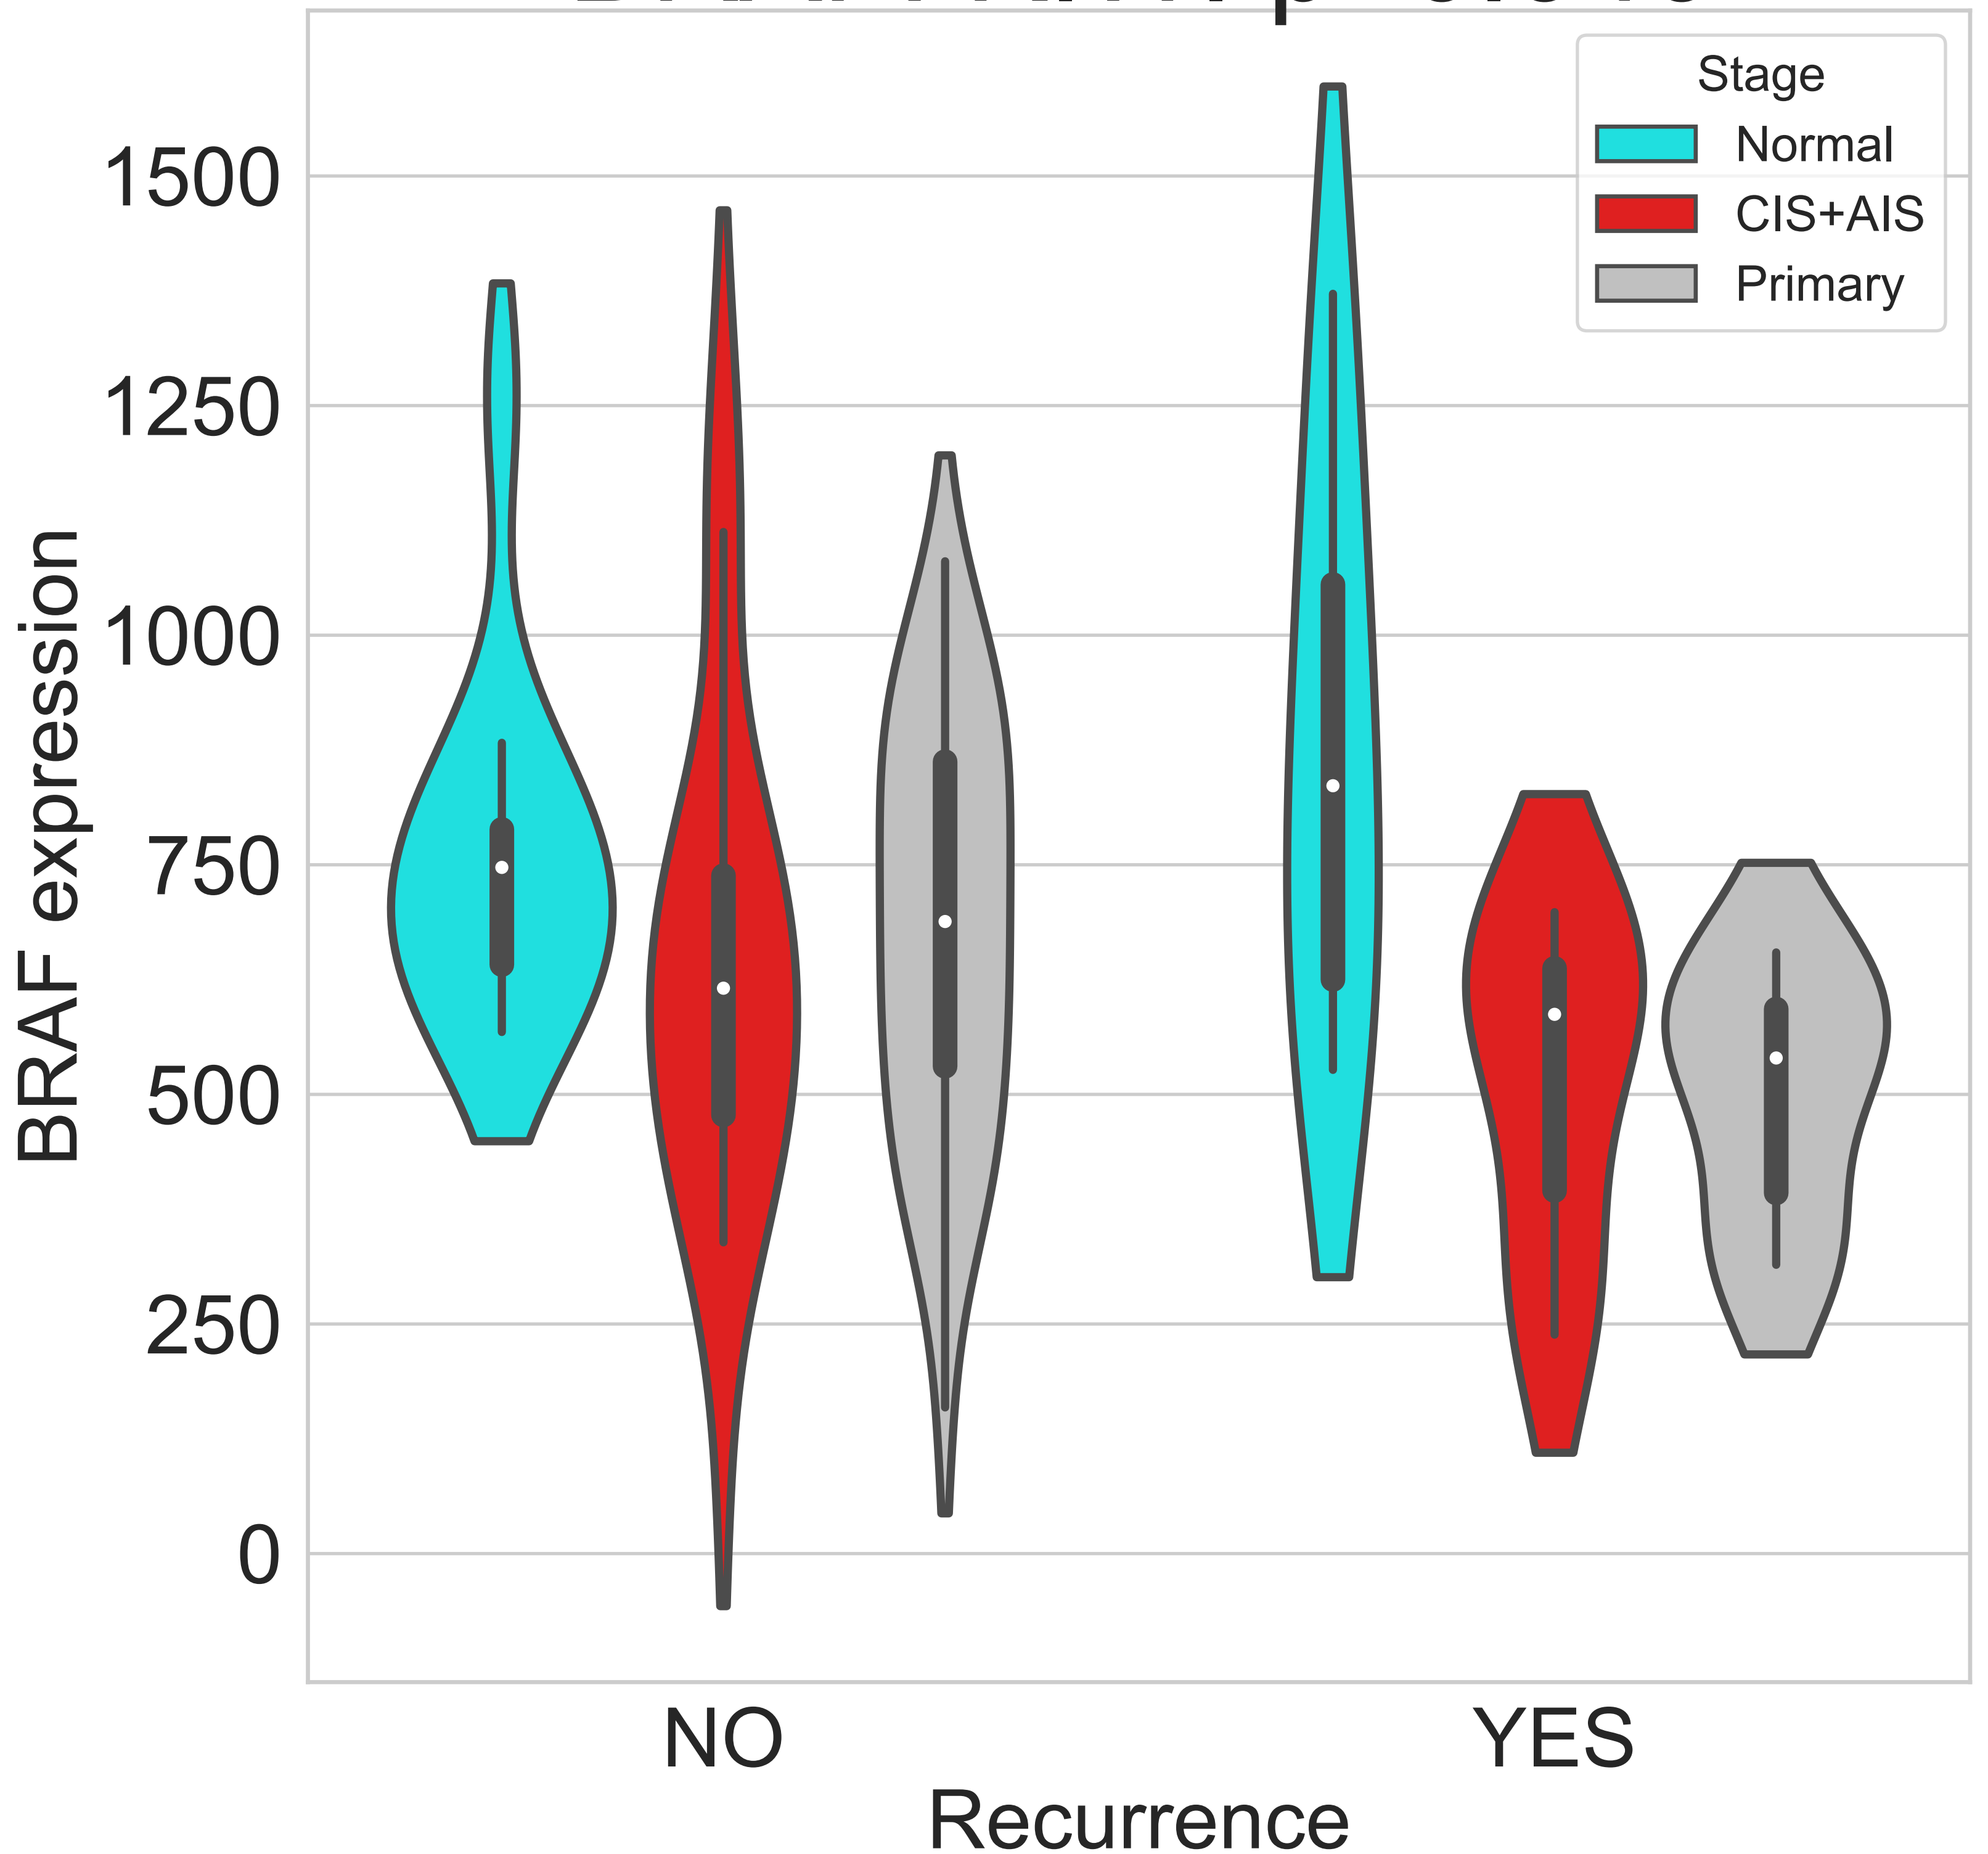 Stage
Normal
CIS+AIS
Primary
1500
1250
1000
750
500
250
0
BRAF expression
NO
YES
Recurrence